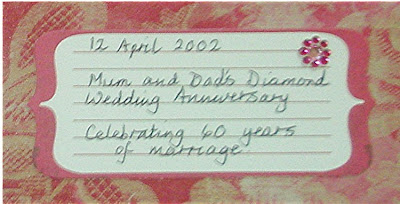 12 April 2002
Mum and Dad's Diamond
Wedding Anniversary
Celebrating 60 years
of marriage.